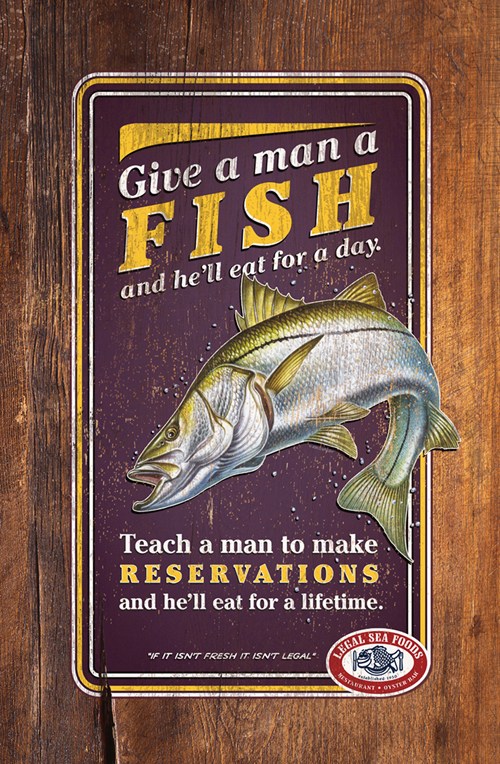 Give a man a
FISH
and he'll eat for a day.
Teach a man to make
RESERVATIONS
and he'll eat for a lifetime.
"IF IT ISN'T FRESH IT ISN'T LEGAL"
LEGAL SEA FOODS
established 1950
RESTAURANT • OYSTER BAR